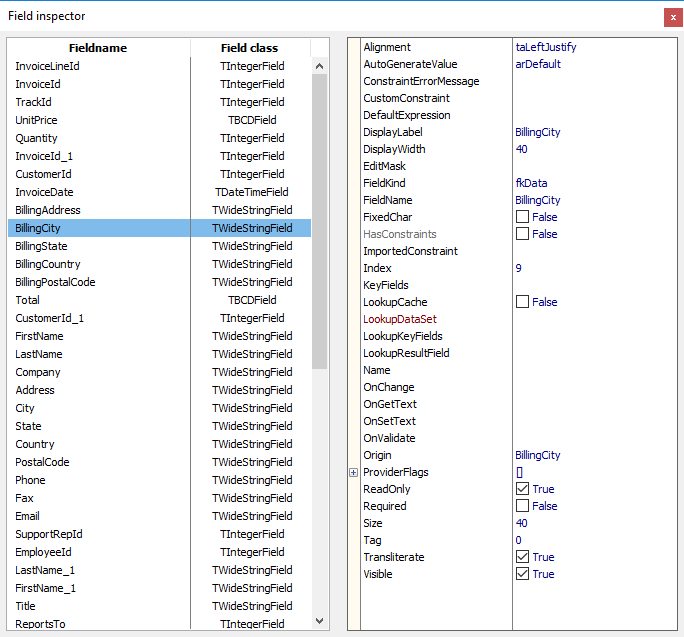 Field inspector
x
Fieldname Field class
InvoiceLineId TIntegerField
InvoiceId TIntegerField
TrackId TIntegerField
UnitPrice TBCDField
Quantity TIntegerField
InvoiceId_1 TIntegerField
CustomerId TIntegerField
InvoiceDate TDateTimeField
BillingAddress TWideStringField
BillingCity TWideStringField
BillingState TWideStringField
BillingCountry TWideStringField
BillingPostalCode TWideStringField
Total TBCDField
CustomerId_1 TIntegerField
FirstName TWideStringField
LastName TWideStringField
Company TWideStringField
Address TWideStringField
City TWideStringField
State TWideStringField
Country TWideStringField
PostalCode TWideStringField
Phone TWideStringField
Fax TWideStringField
Email TWideStringField
SupportRepId TIntegerField
EmployeeId TIntegerField
LastName_1 TWideStringField
FirstName_1 TWideStringField
Title TWideStringField
ReportsTo TIntegerField
Alignment taLeftJustify
AutoGenerateValue arDefault
ConstraintErrorMessage
CustomConstraint
DefaultExpression
DisplayLabel BillingCity
DisplayWidth 40
EditMask
FieldKind fkData
FieldName BillingCity
FixedChar False
HasConstraints False
ImportedConstraint
Index 9
KeyFields
LookupCache False
LookupDataSet
LookupKeyFields
LookupResultField
Name
OnChange
OnGetText
OnSetText
OnValidate
Origin BillingCity
ProviderFlags []
ReadOnly True
Required False
Size 40
Tag 0
Transliterate True
Visible True